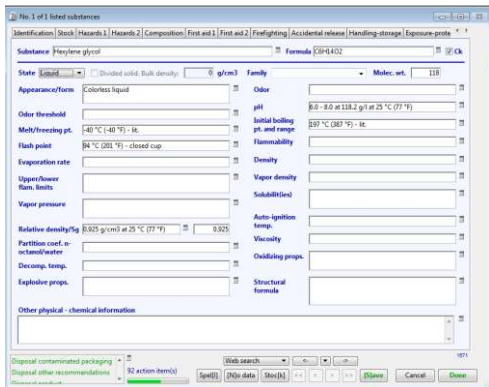 No. 1 of 1 listed substances
Identification Stock Hazards 1 Hazards 2 Composition First aid 1 First aid 2 Firefighting Accidental release Handling-storage Exposure-prote
Substance Hexylene glycol Formula C6H14O2 Ck
State Liquid Divided solid. Bulk density: 0 g/cm3 Family Molec. wt. 118
Appearance/form Colorless liquid Odor
Odor threshold pH 6.0 - 8.0 at 118.2 g/l at 25 °C (77 °F)
Melt/freezing pt. -40 °C (-40 °F) - lit. Initial boiling pt. and range 197 °C (387 °F) - lit.
Flash point 94 °C (201 °F) - closed cup Flammability
Evaporation rate Density
Upper/lower flam. limits Vapor density
Vapor pressure Solubilit(ies)
Relative density/Sg 0.925 g/cm3 at 25 °C (77 °F) 0.925 Auto-ignition temp.
Partition coef. n-octanol/water Viscosity
Decomp. temp. Oxidizing props.
Explosive props. Structural formula
Other physical - chemical information
1671
Disposal contaminated packaging
Disposal other recommendations
Disposal product
92 action item(s)
Web search <- ->
Spel[l] [N]o data Stoc[k] << < > >> [S]ave Cancel Done